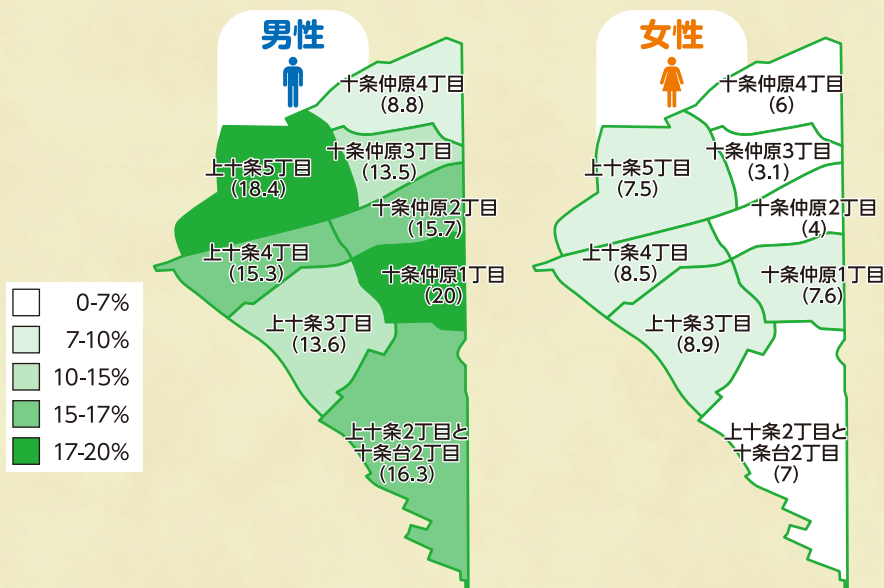 男性
十条仲原4丁目
(8.8)
十条仲原3丁目
(13.5)
上十条5丁目
(18.4)
十条仲原2丁目
(15.7)
上十条4丁目
(15.3)
十条仲原1丁目
(20)
上十条3丁目
(13.6)
上十条2丁目と
十条台2丁目
(16.3)
女性
十条仲原4丁目
(6)
十条仲原3丁目
(3.1)
上十条5丁目
(7.5)
十条仲原2丁目
(4)
上十条4丁目
(8.5)
十条仲原1丁目
(7.6)
上十条3丁目
(8.9)
上十条2丁目と
十条台2丁目
(7)
0-7%
7-10%
10-15%
15-17%
17-20%